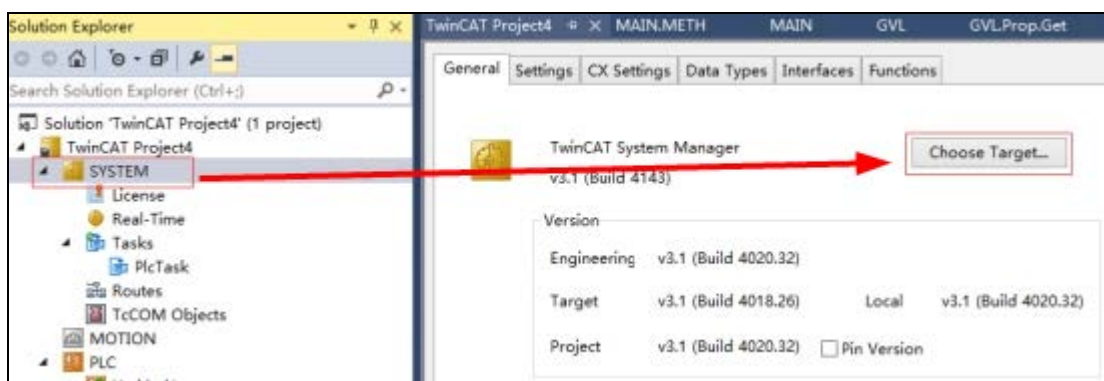 Solution Explorer
Search Solution Explorer (Ctrl+;)
Solution 'TwinCAT Project4' (1 project)
TwinCAT Project4
SYSTEM
License
Real-Time
Tasks
PlcTask
Routes
TcCOM Objects
MOTION
PLC
TwinCAT Project4 MAIN.METH MAIN GVL GVL.Prop.Get
General Settings CX Settings Data Types Interfaces Functions
TwinCAT System Manager
v3.1 (Build 4143)
Choose Target...
Version
Engineering v3.1 (Build 4020.32)
Target v3.1 (Build 4018.26) Local v3.1 (Build 4020.32)
Project v3.1 (Build 4020.32) Pin Version